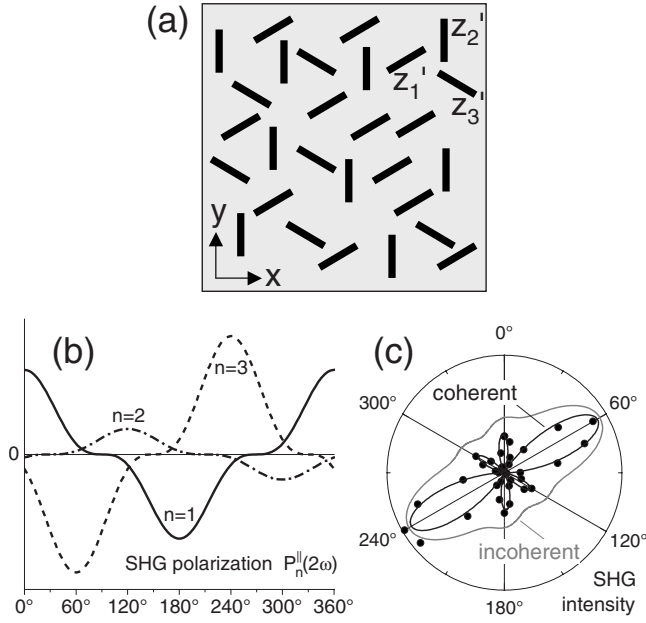 (a)
z₂'
z₁'
z₃'
y
x
(b)
n=3
n=2
0
n=1
SHG polarization Pₙ∥(2ω)
0° 60° 120° 180° 240° 300° 360°
(c)
0°
300°
coherent
60°
240°
incoherent
120°
180°
SHG
intensity